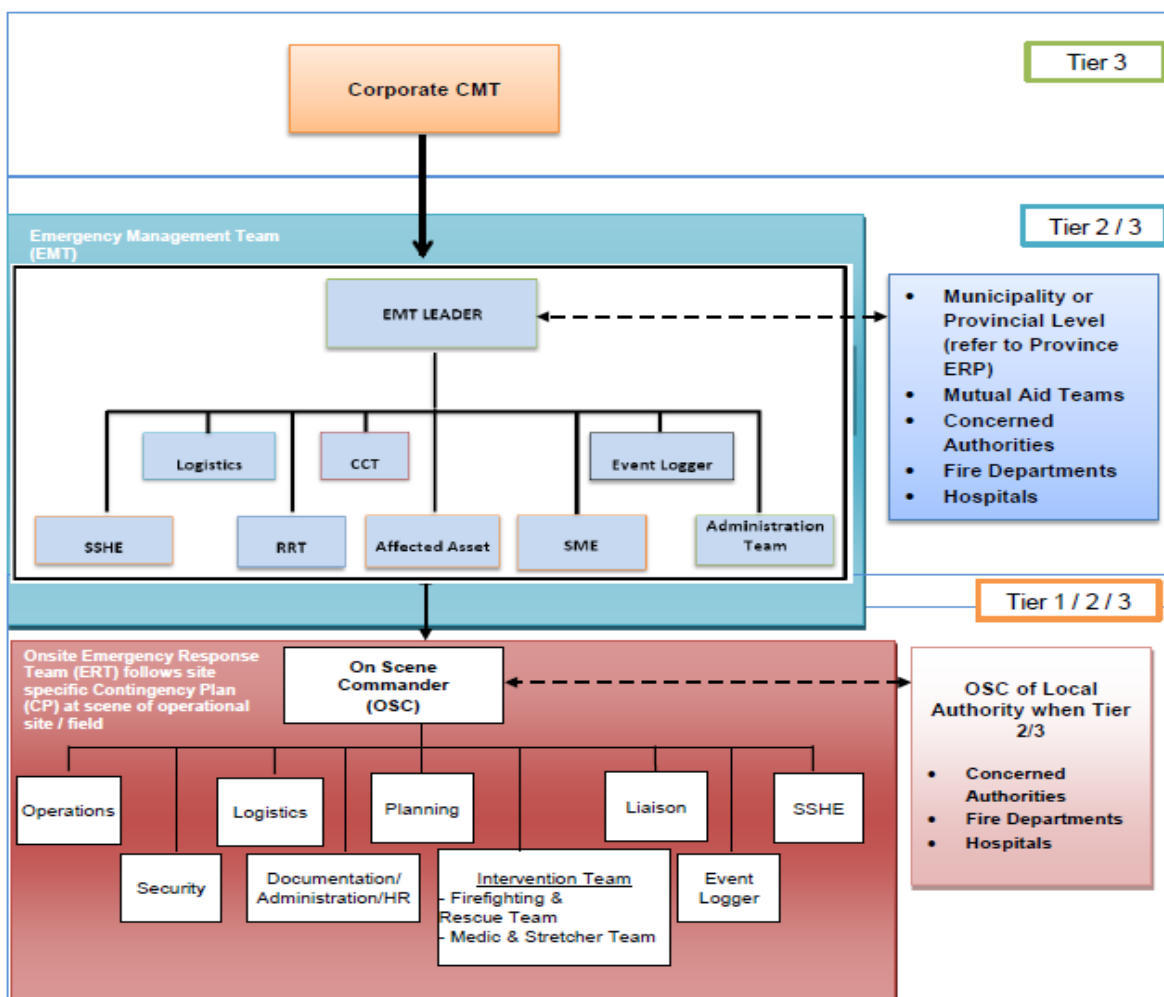 Tier 3
Corporate CMT
Tier 2 / 3
Emergency Management Team
(EMT)
EMT LEADER
• Municipality or
Provincial Level
(refer to Province
ERP)
• Mutual Aid Teams
• Concerned
Authorities
• Fire Departments
• Hospitals
Logistics
CCT
Event Logger
SSHE
RRT
Affected Asset
SME
Administration
Team
Tier 1 / 2 / 3
Onsite Emergency Response
Team (ERT) follows site
specific Contingency Plan
(CP) at scene of operational
site / field
On Scene
Commander
(OSC)
OSC of Local
Authority when Tier
2/3
• Concerned
Authorities
• Fire Departments
• Hospitals
Operations
Logistics
Planning
Liaison
SSHE
Security
Documentation/
Administration/HR
Intervention Team
- Firefighting &
Rescue Team
- Medic & Stretcher Team
Event
Logger